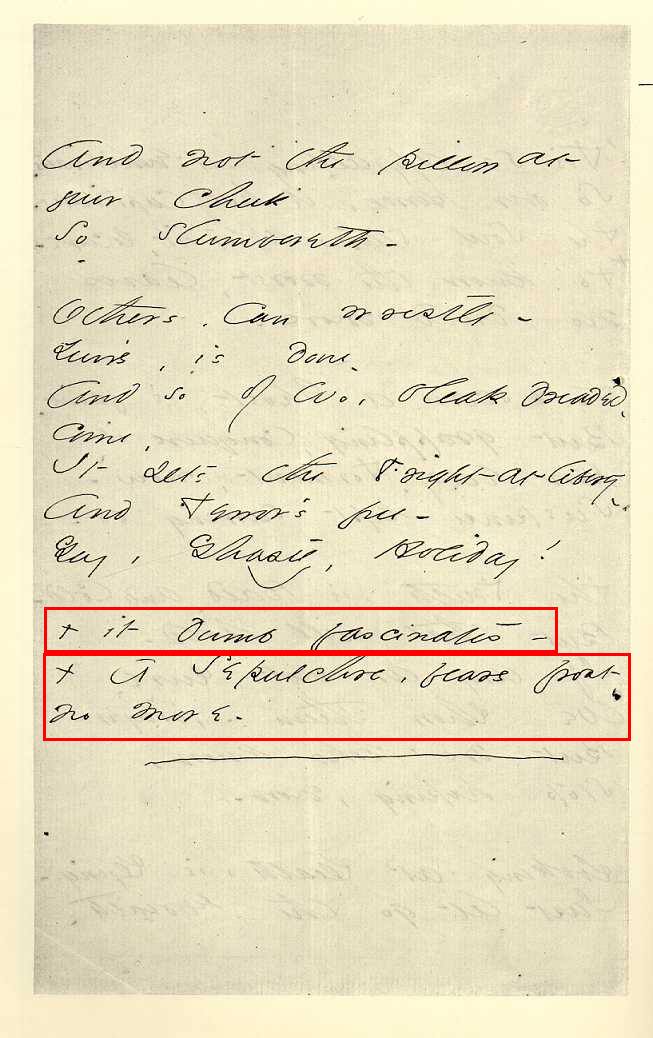 And not the pillow at
your Cheek
So Slumbereth -
Others, Can wrestle -
Your's, is done
And so of Wo, bleak dreaded,
come,
It sets the Fright at liberty -
And Terror's free -
Gay, Ghastly, Holiday!
+ it dumb fascinates -
+ A Sepulchre, fears frost,
no more -